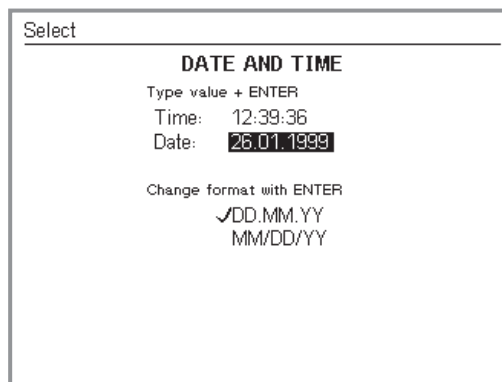 Select
DATE AND TIME
Type value + ENTER
Time: 12:39:36
Date: 26.01.1999
Change format with ENTER
✓DD.MM.YY
MM/DD/YY